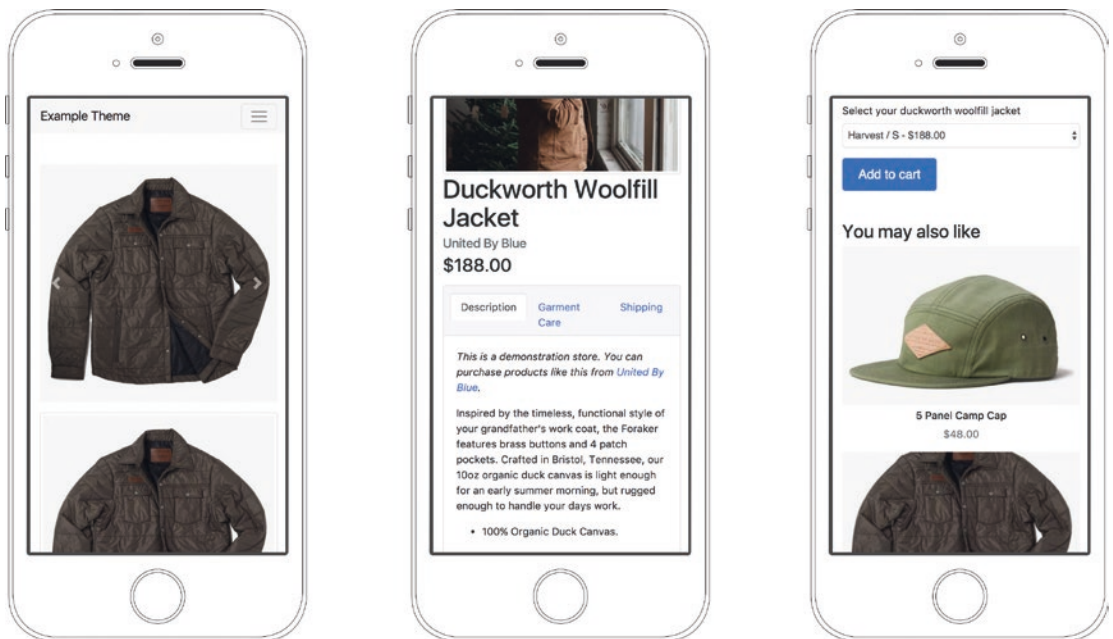 Example Theme
Duckworth Woolfill
Jacket
United By Blue
$188.00
Description
Garment
Care
Shipping
This is a demonstration store. You can
purchase products like this from United By
Blue.
Inspired by the timeless, functional style of
your grandfather's work coat, the Foraker
features brass buttons and 4 patch
pockets. Crafted in Bristol, Tennessee, our
10oz organic duck canvas is light enough
for an early summer morning, but rugged
enough to handle your days work.
• 100% Organic Duck Canvas.
Select your duckworth woolfill jacket
Harvest / S - $188.00
Add to cart
You may also like
5 Panel Camp Cap
$48.00